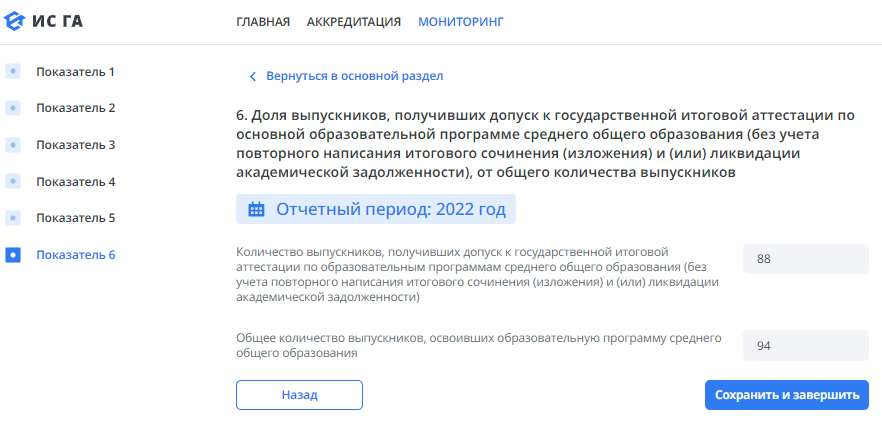 ИС ГА
ГЛАВНАЯ АККРЕДИТАЦИЯ МОНИТОРИНГ
Показатель 1
Показатель 2
Показатель 3
Показатель 4
Показатель 5
Показатель 6
Вернуться в основной раздел
6. Доля выпускников, получивших допуск к государственной итоговой аттестации по
основной образовательной программе среднего общего образования (без учета
повторного написания итогового сочинения (изложения) и (или) ликвидации
академической задолженности), от общего количества выпускников
Отчетный период: 2022 год
Количество выпускников, получивших допуск к государственной итоговой
аттестации по образовательным программам среднего общего образования (без
учета повторного написания итогового сочинения (изложения) и (или) ликвидации
академической задолженности)
88
Общее количество выпускников, освоивших образовательную программу среднего
общего образования
94
Назад
Сохранить и завершить